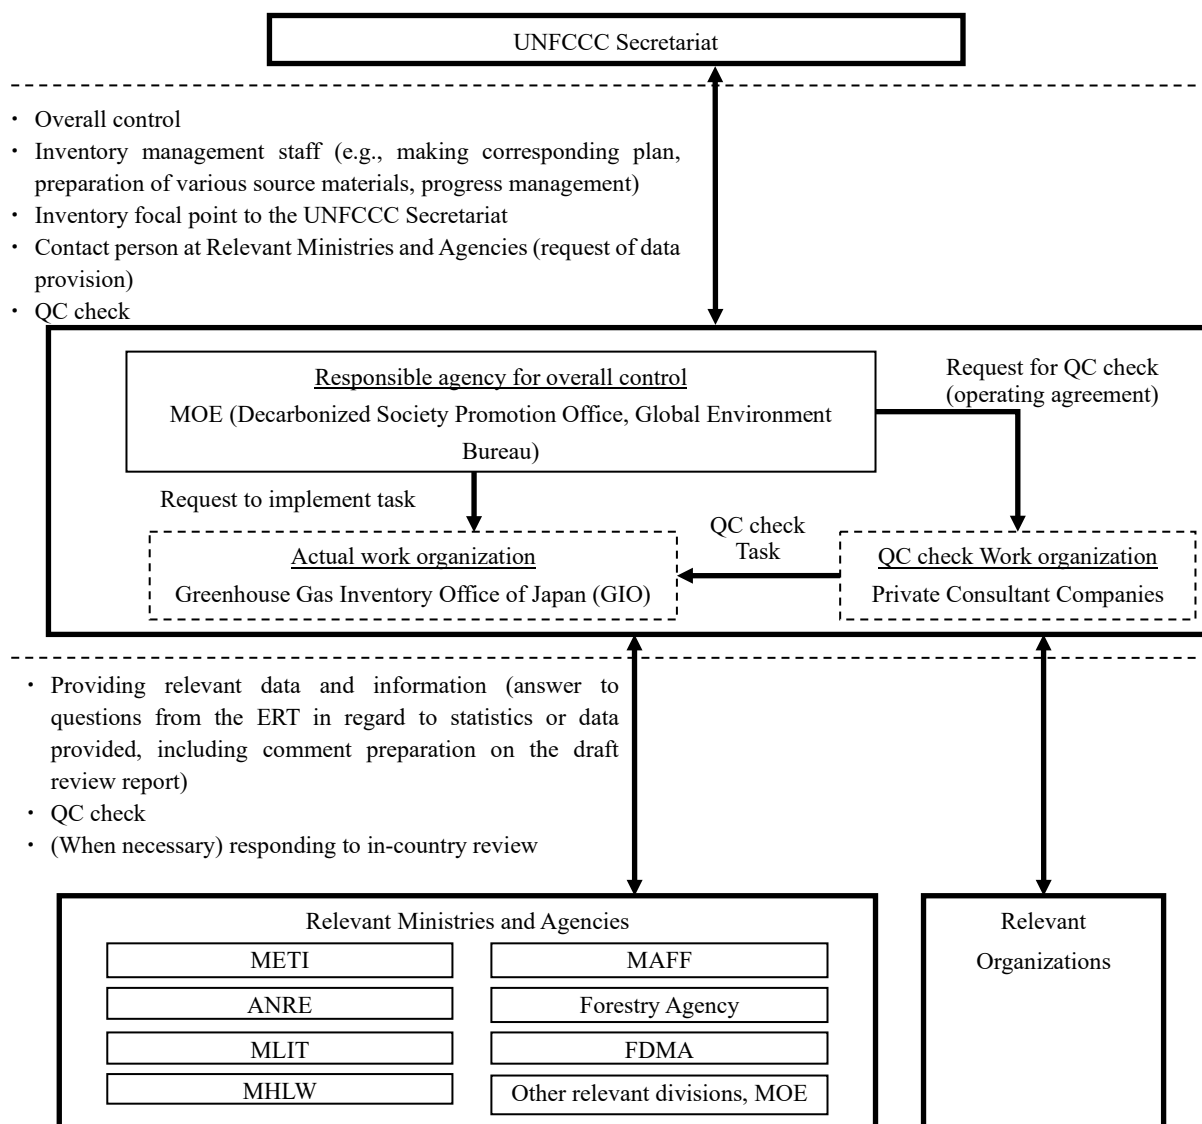 UNFCCC Secretariat
・ Overall control
・ Inventory management staff (e.g., making corresponding plan,
preparation of various source materials, progress management)
・ Inventory focal point to the UNFCCC Secretariat
・ Contact person at Relevant Ministries and Agencies (request of data
provision)
・ QC check
Responsible agency for overall control
MOE (Decarbonized Society Promotion Office, Global Environment
Bureau)
Request for QC check
(operating agreement)
Request to implement task
QC check
Task
Actual work organization
Greenhouse Gas Inventory Office of Japan (GIO)
QC check Work organization
Private Consultant Companies
・ Providing relevant data and information (answer to
questions from the ERT in regard to statistics or data
provided, including comment preparation on the draft
review report)
・ QC check
・ (When necessary) responding to in-country review
Relevant Ministries and Agencies
METI
MAFF
ANRE
Forestry Agency
MLIT
FDMA
MHLW
Other relevant divisions, MOE
Relevant
Organizations